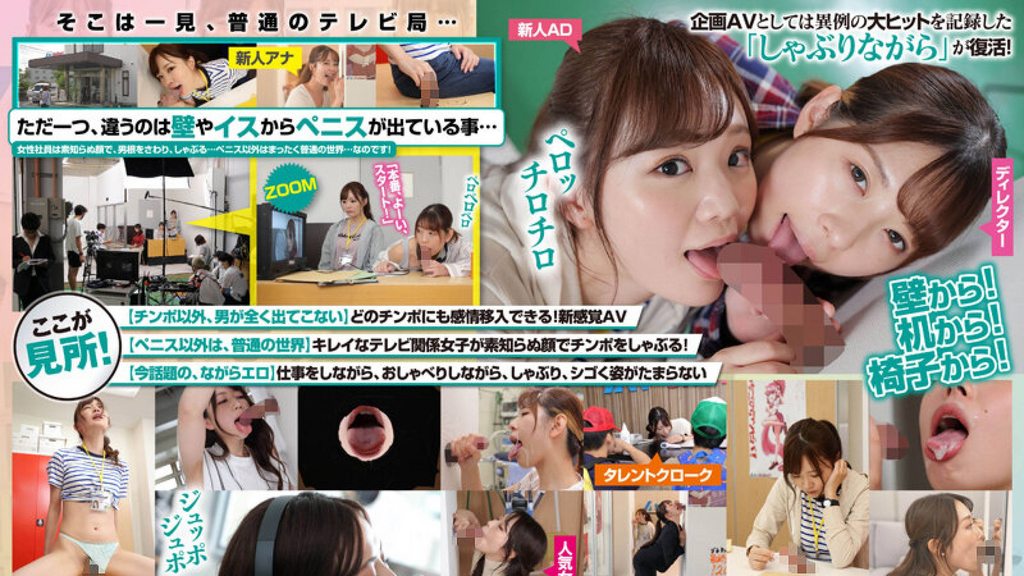 そこは一見、普通のテレビ局…
新人アナ
ただ一つ、違うのは壁やイスからペニスが出ている事…
女性社員は素知らぬ顔で、男根をさわり、しゃぶる…ペニス以外はまったく普通の世界…なのです!
ZOOM
「本番、よーい、
スタート!」
ペロペロ
新人AD
企画AVとしては異例の大ヒットを記録した
「しゃぶりながら」が復活!
ペロッ
チロチロ
ディレクター
壁から!
机から!
椅子から!
ここが
見所!
【チンポ以外、男が全く出てこない】どのチンポにも感情移入できる!新感覚AV
【ペニス以外は、普通の世界】キレイなテレビ関係女子が素知らぬ顔でチンポをしゃぶる!
【今話題の、ながらエロ】仕事をしながら、おしゃべりしながら、しゃぶり、シゴく姿がたまらない
タレントクローク
ジュッポ
ジュポ
人気女